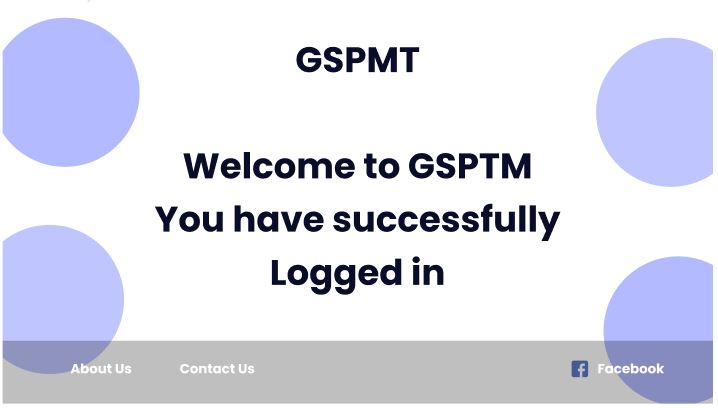 GSPMT
Welcome to GSPTM
You have successfully
Logged in
About Us Contact Us Facebook